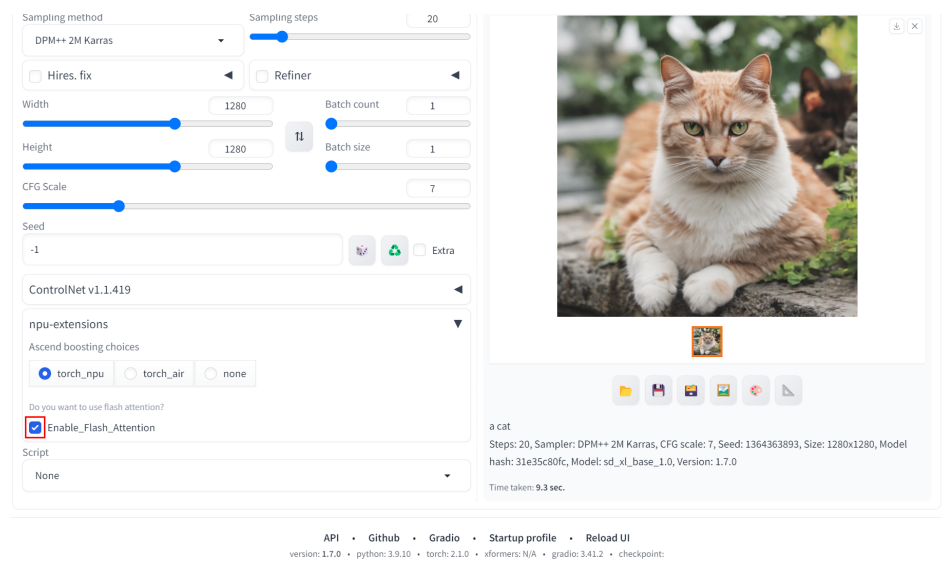 Sampling method
Sampling steps
20
DPM++ 2M Karras
Hires. fix
Refiner
Width
1280
Batch count
1
Height
1280
Batch size
1
CFG Scale
7
Seed
-1
Extra
ControlNet v1.1.419
npu-extensions
Ascend boosting choices
torch_npu
torch_air
none
Do you want to use flash attention?
Enable_Flash_Attention
Script
None
a cat
Steps: 20, Sampler: DPM++ 2M Karras, CFG scale: 7, Seed: 1364363893, Size: 1280x1280, Model
hash: 31e35c80fc, Model: sd_xl_base_1.0, Version: 1.7.0
Time taken: 9.3 sec.
API • Github • Gradio • Startup profile • Reload UI
version: 1.7.0 • python: 3.9.10 • torch: 2.1.0 • xformers: N/A • gradio: 3.41.2 • checkpoint: